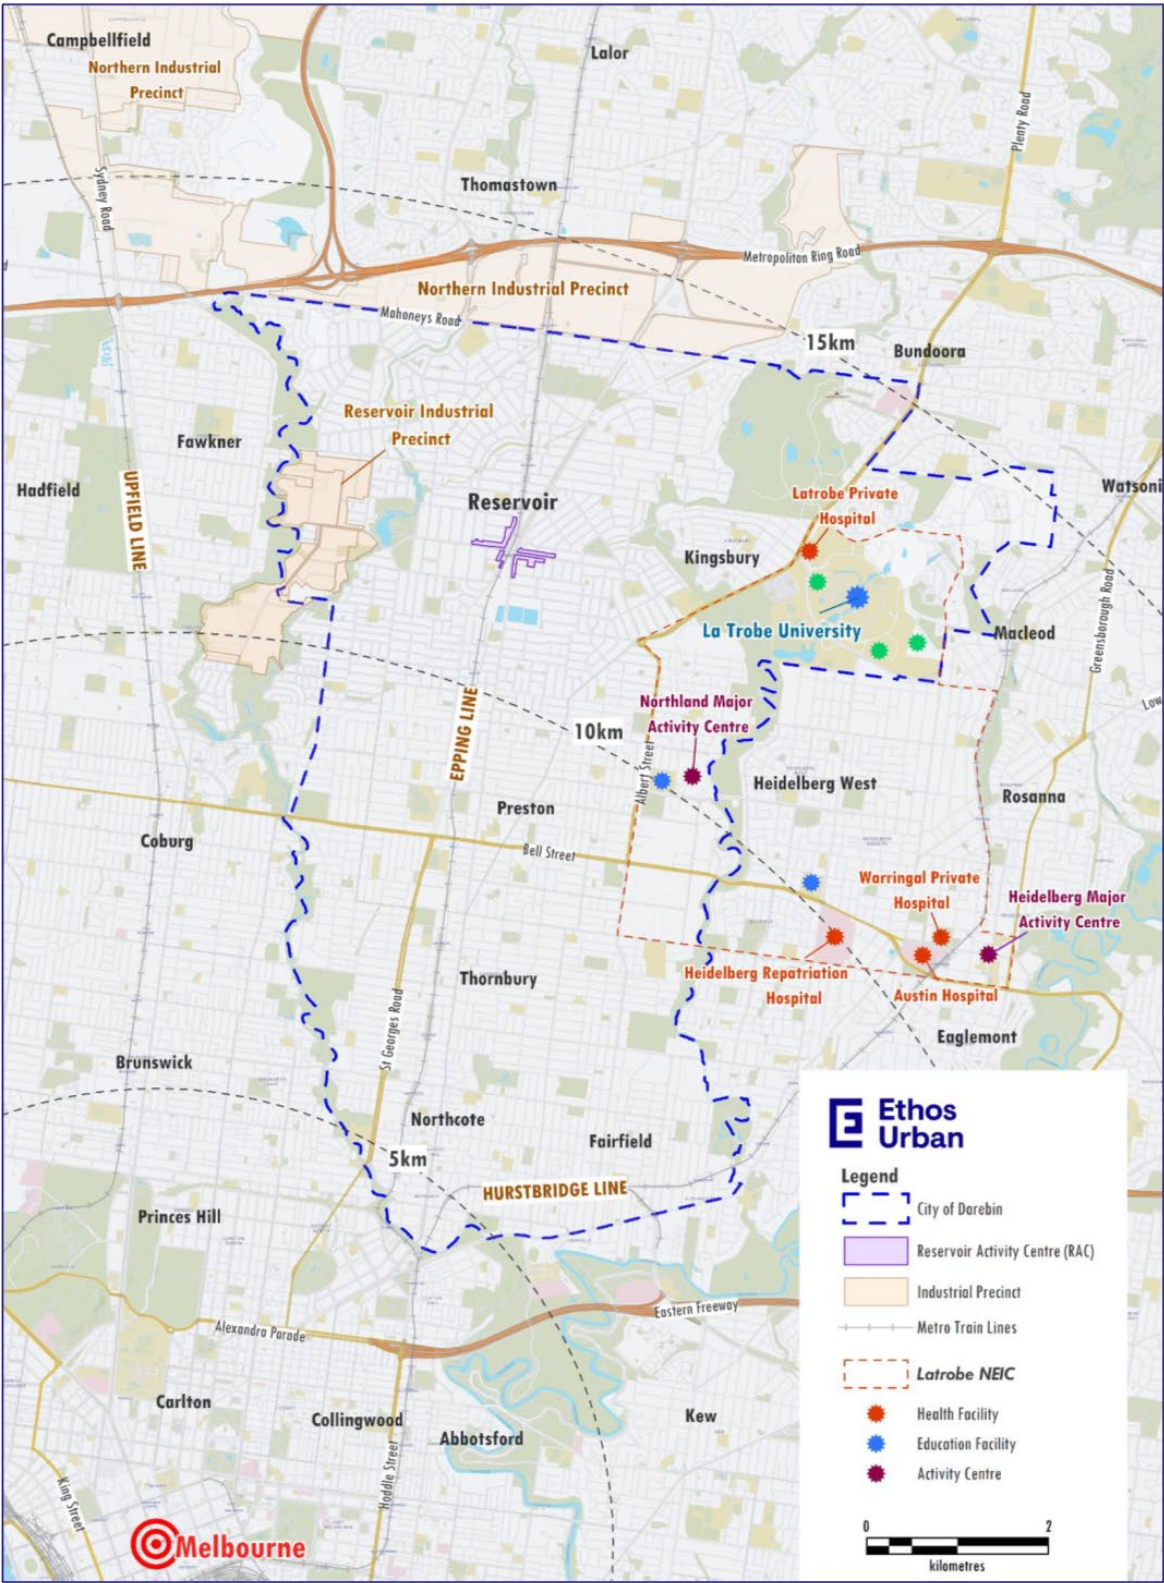 Campbellfield
Northern Industrial
Precinct
Lalor
Plenty Road
Sydney Road
Thomastown
Metropolitan Ring Road
Northern Industrial Precinct
Mahoneys Road
15km
Bundoora
Reservoir Industrial
Precinct
Fawkner
Hadfield
UPFIELD LINE
Reservoir
Latrobe Private
Hospital
Watsoni
Kingsbury
La Trobe University
Macleod
Greensborough Road
Low
EPPING LINE
Northland Major
Activity Centre
10km
Albert Street
Heidelberg West
Rosanna
Preston
Coburg
Bell Street
Warringal Private
Hospital
Heidelberg Major
Activity Centre
Thornbury
Heidelberg Repatriation
Hospital
Austin Hospital
St Georges Road
Eaglemont
Brunswick
Northcote
Fairfield
5km
HURSTBRIDGE LINE
Princes Hill
Eastern Freeway
Alexandra Parade
Carlton
Collingwood
Abbotsford
Kew
Hoddle Street
King Street
Melbourne
Ethos
Urban
Legend
City of Darebin
Reservoir Activity Centre (RAC)
Industrial Precinct
Metro Train Lines
Latrobe NEIC
Health Facility
Education Facility
Activity Centre
0 2
kilometres